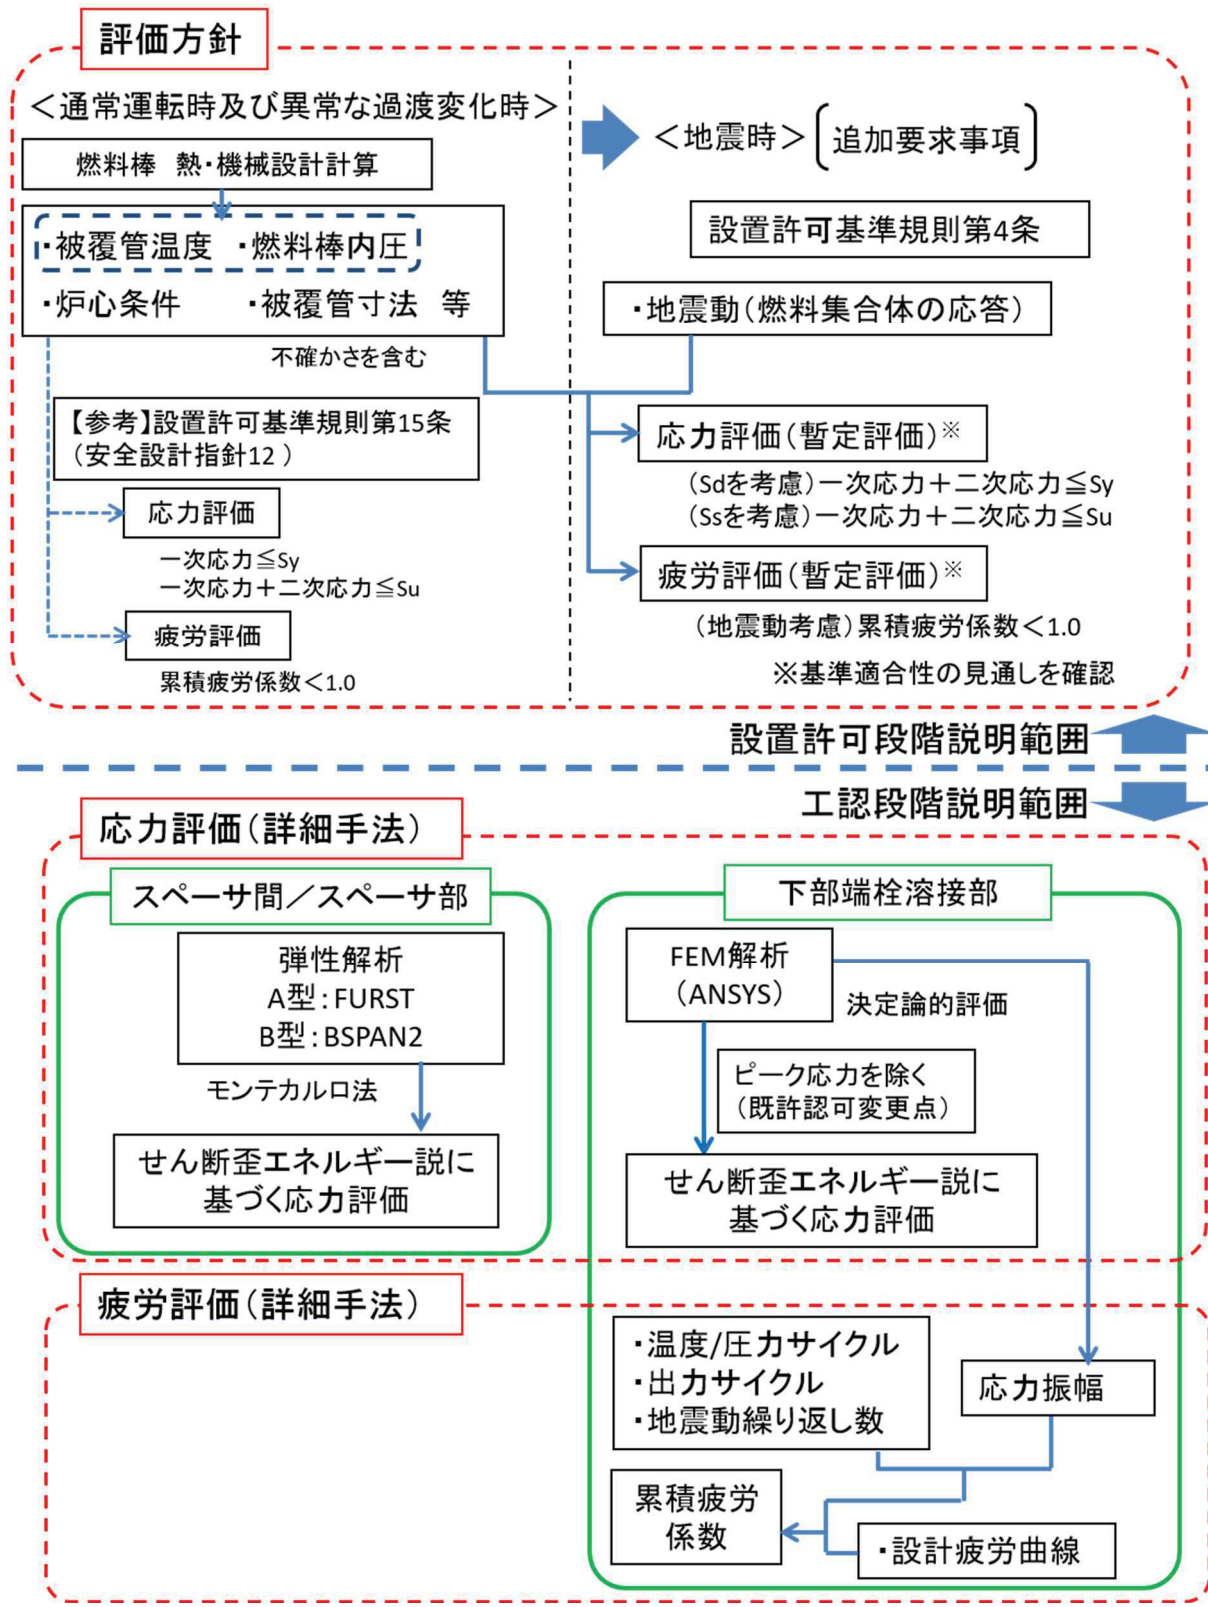 評価方針
＜通常運転時及び異常な過渡変化時＞
燃料棒 熱・機械設計計算
・被覆管温度 ・燃料棒内圧
・炉心条件 ・被覆管寸法 等
不確かさを含む
【参考】設置許可基準規則第15条
（安全設計指針12）
応力評価
一次応力≦Sy
一次応力＋二次応力≦Su
疲労評価
累積疲労係数＜1.0
＜地震時＞〔追加要求事項〕
設置許可基準規則第4条
・地震動（燃料集合体の応答）
応力評価（暫定評価）※
（Sdを考慮）一次応力＋二次応力≦Sy
（Ssを考慮）一次応力＋二次応力≦Su
疲労評価（暫定評価）※
（地震動考慮）累積疲労係数＜1.0
※基準適合性の見通しを確認
設置許可段階説明範囲
工認段階説明範囲
応力評価（詳細手法）
スペーサ間／スペーサ部
弾性解析
A型：FURST
B型：BSPAN2
モンテカルロ法
せん断歪エネルギー説に
基づく応力評価
下部端栓溶接部
FEM解析
（ANSYS）
決定論的評価
ピーク応力を除く
（既許認可変更点）
せん断歪エネルギー説に
基づく応力評価
疲労評価（詳細手法）
・温度/圧力サイクル
・出力サイクル
・地震動繰り返し数
応力振幅
累積疲労
係数
・設計疲労曲線